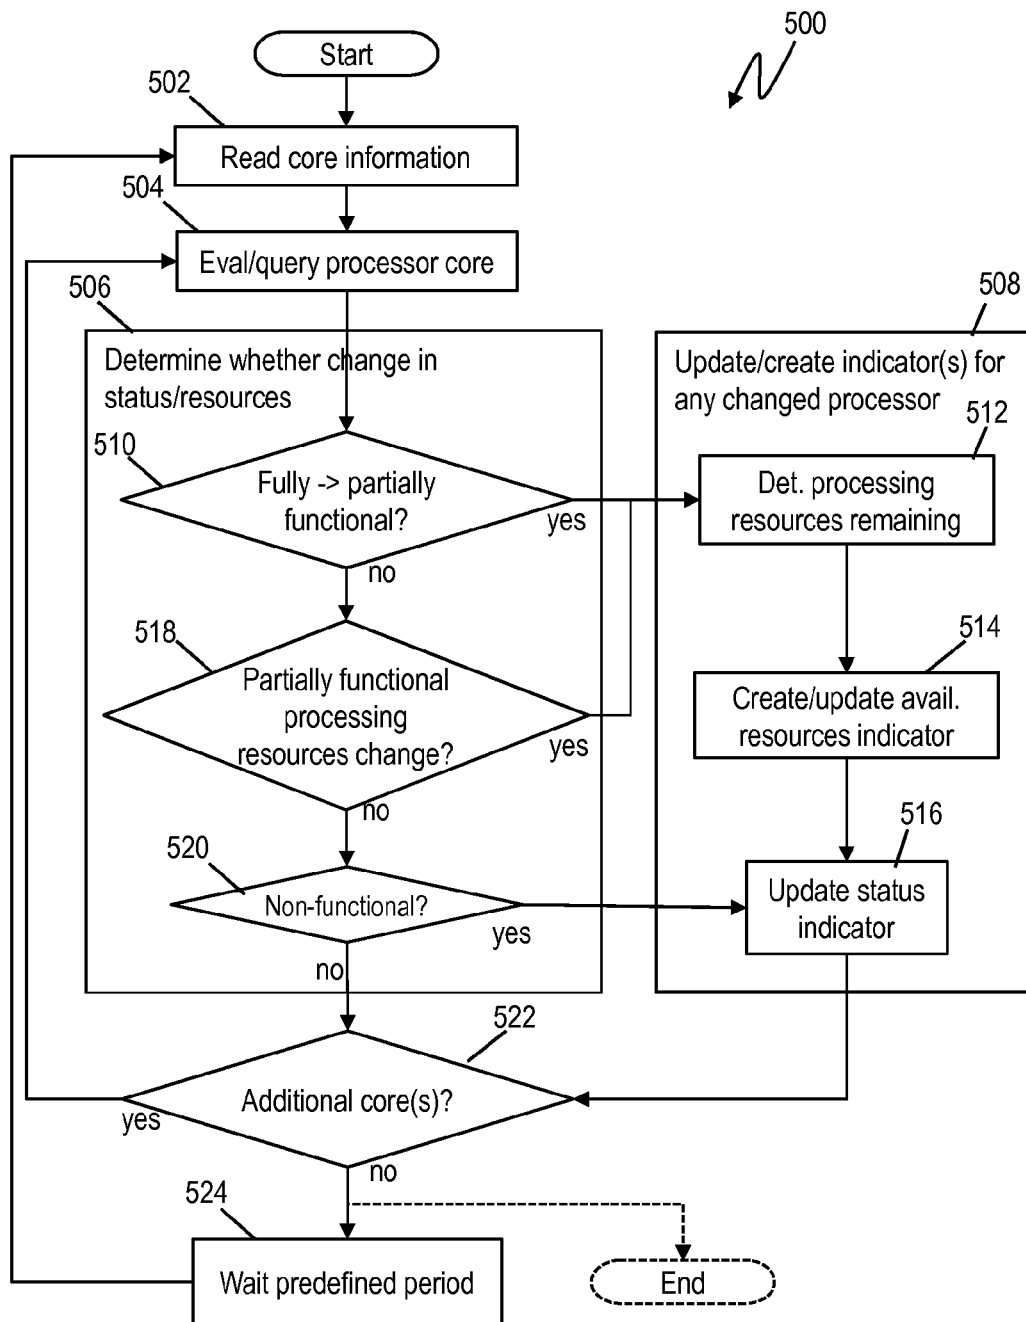 500
Start
502
Read core information
504
Eval/query processor core
506
Determine whether change in
status/resources
508
Update/create indicator(s) for
any changed processor
510
Fully -> partially
functional?
yes
no
512
Det. processing
resources remaining
518
Partially functional
processing
resources change?
yes
no
514
Create/update avail.
resources indicator
520
Non-functional?
yes
no
516
Update status
indicator
522
Additional core(s)?
yes
no
524
Wait predefined period
End